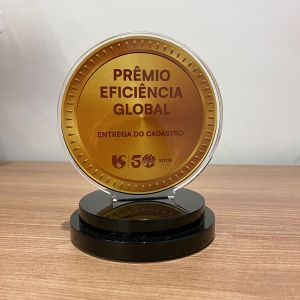 PRÊMIO
EFICIÊNCIA
GLOBAL
ENTREGA DO CADASTRO
50 anos